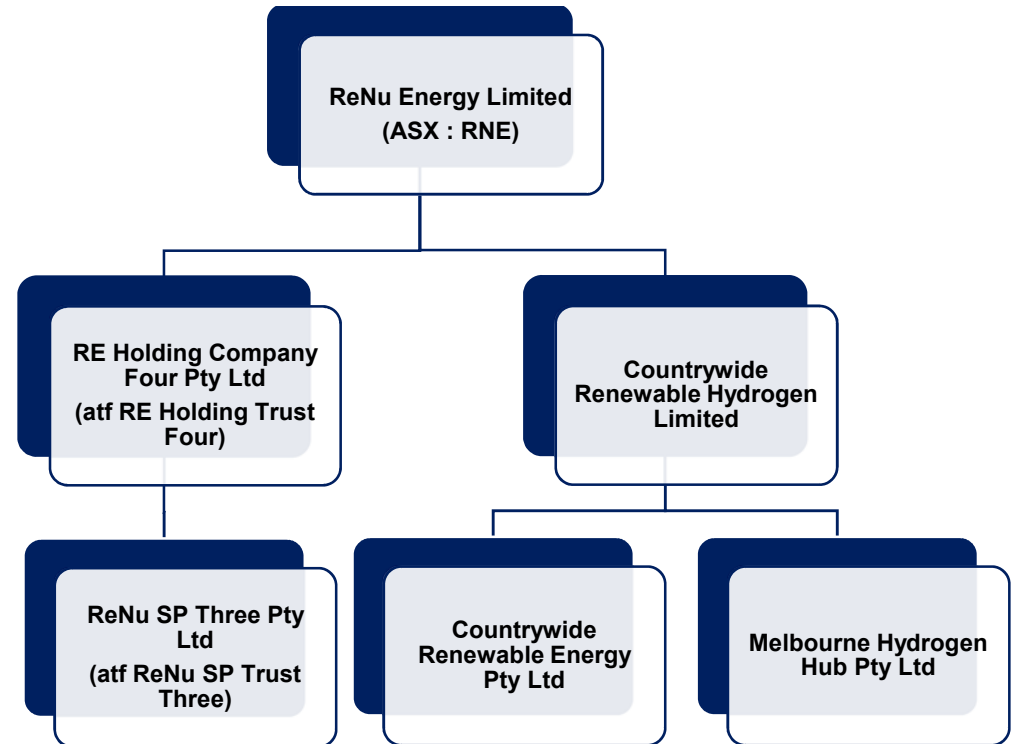 ReNu Energy Limited
(ASX : RNE)
RE Holding Company
Four Pty Ltd
(atf RE Holding Trust
Four)
Countrywide
Renewable Hydrogen
Limited
ReNu SP Three Pty
Ltd
(atf ReNu SP Trust
Three)
Countrywide
Renewable Energy
Pty Ltd
Melbourne Hydrogen
Hub Pty Ltd